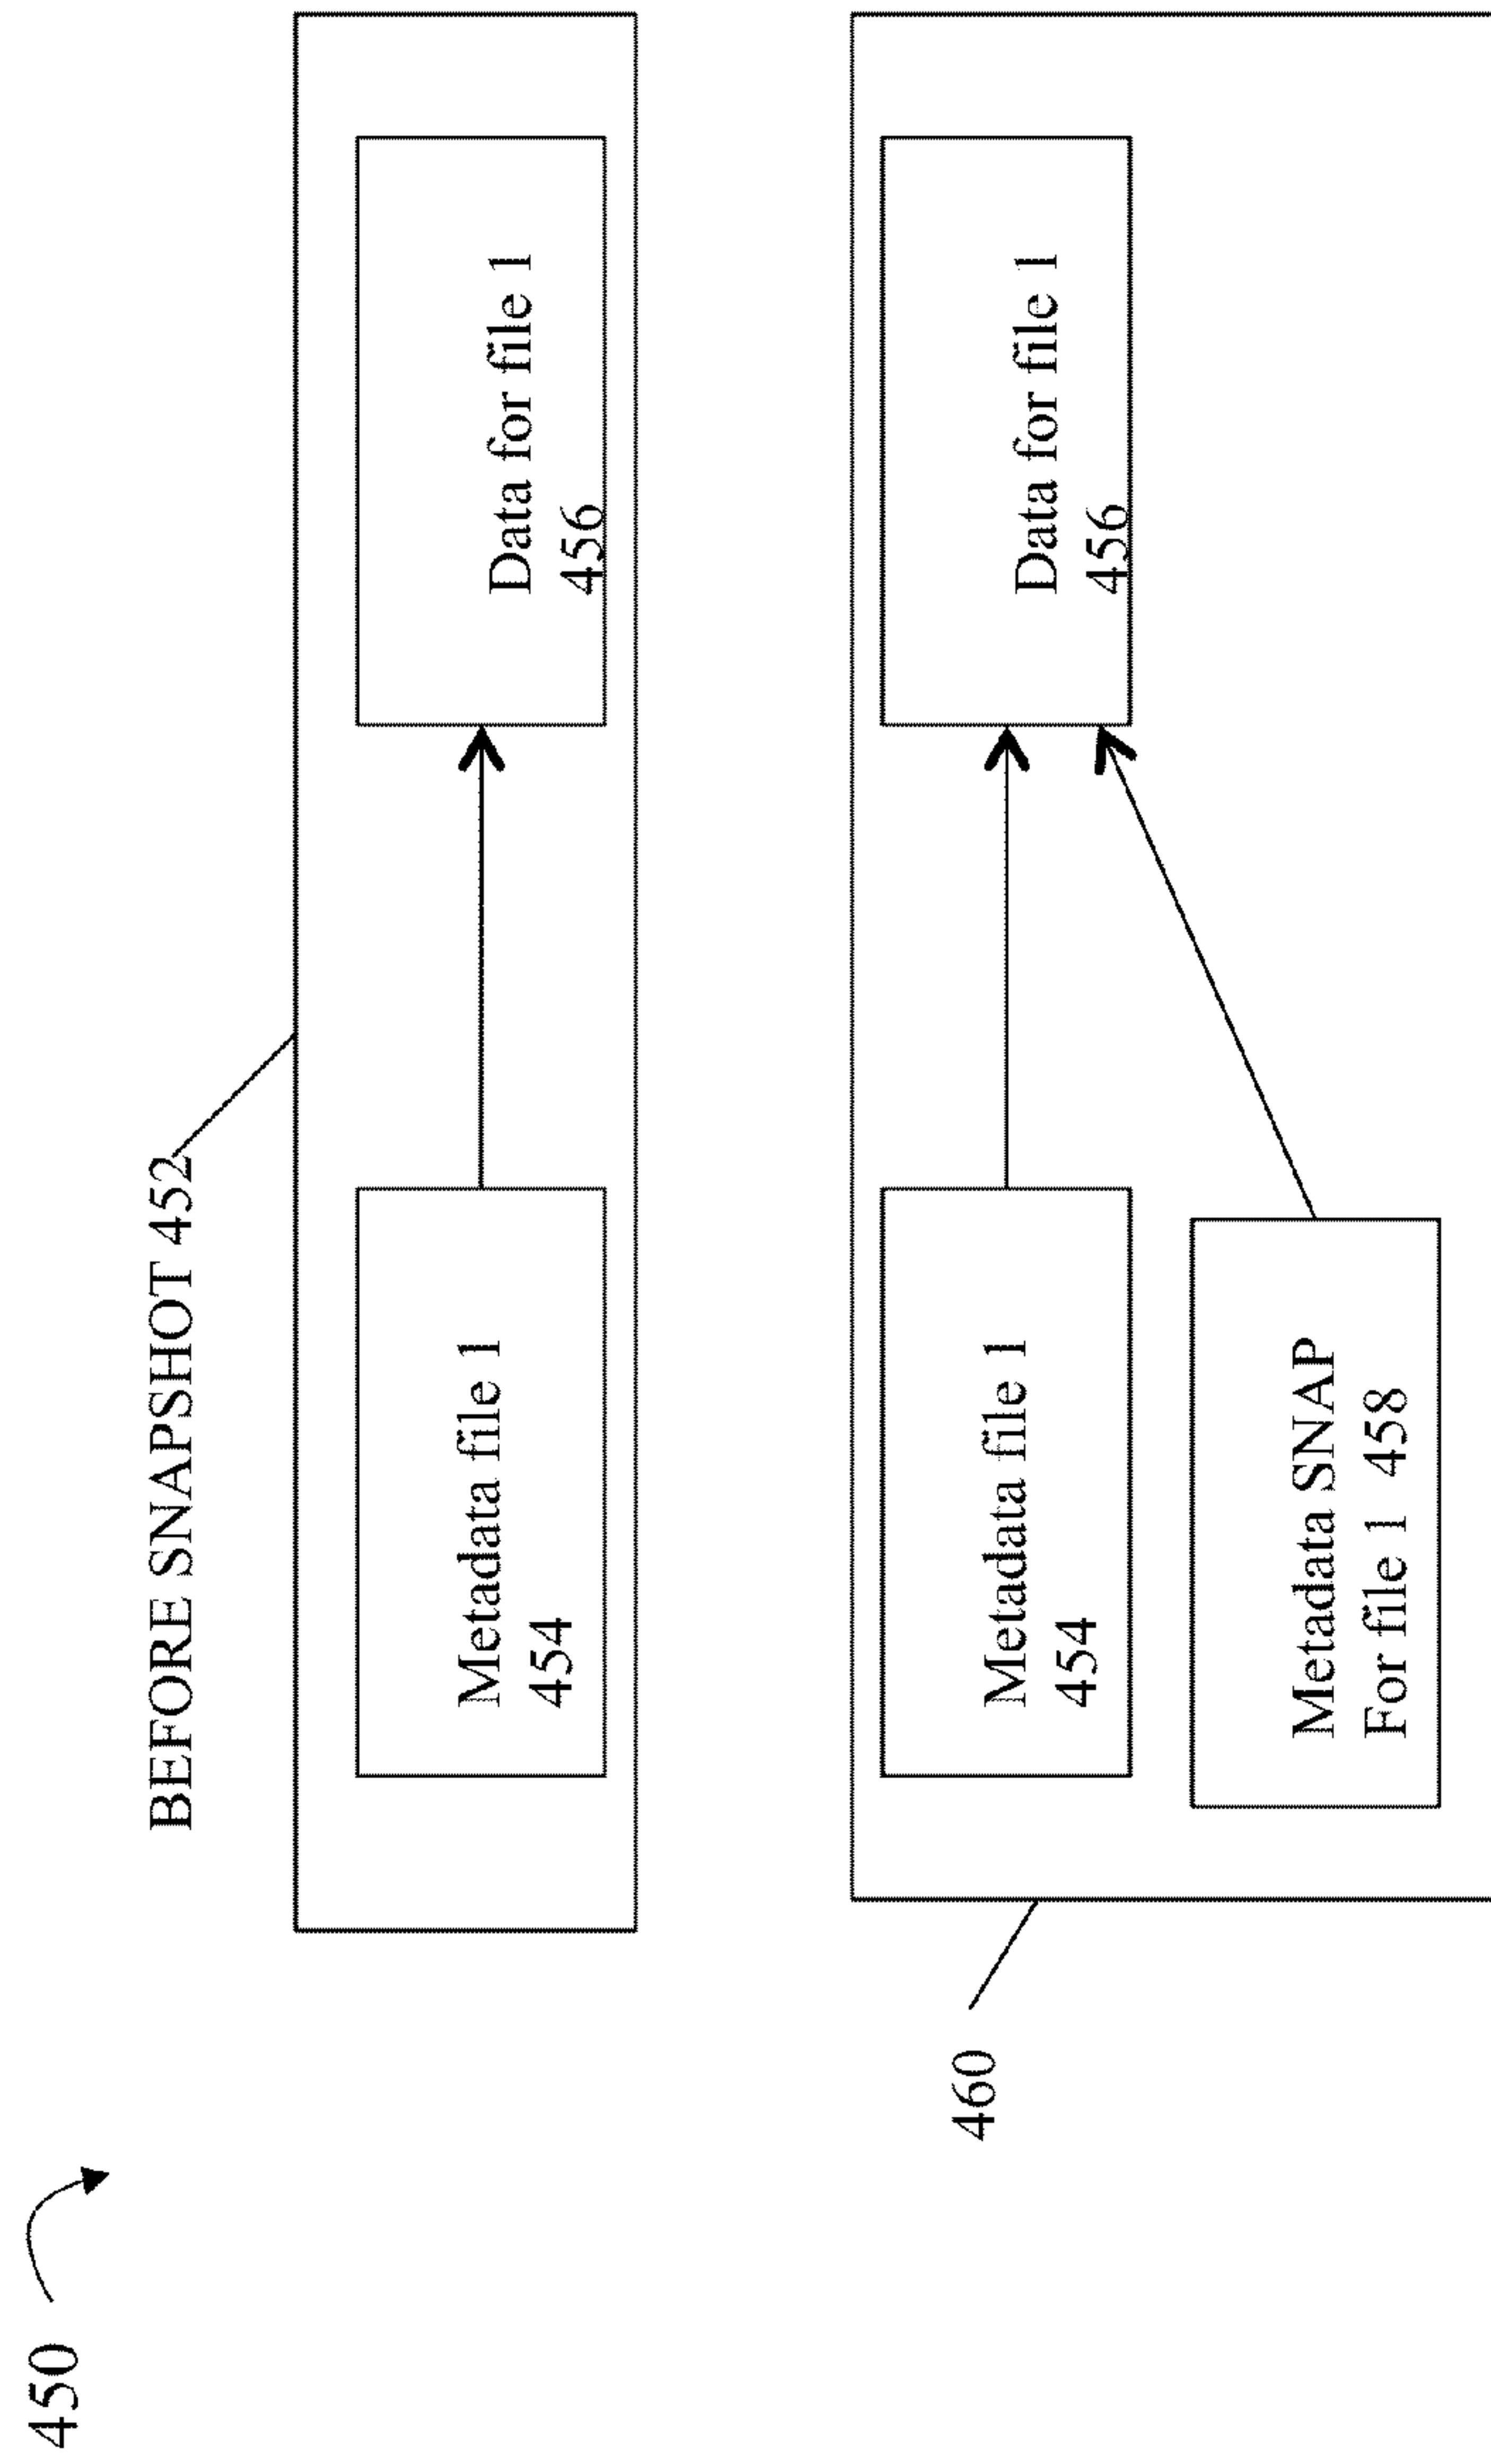 450
BEFORE SNAPSHOT 452
Metadata file 1
454
Data for file 1
456
460
Metadata file 1
454
Data for file 1
456
Metadata SNAP
For file 1 458